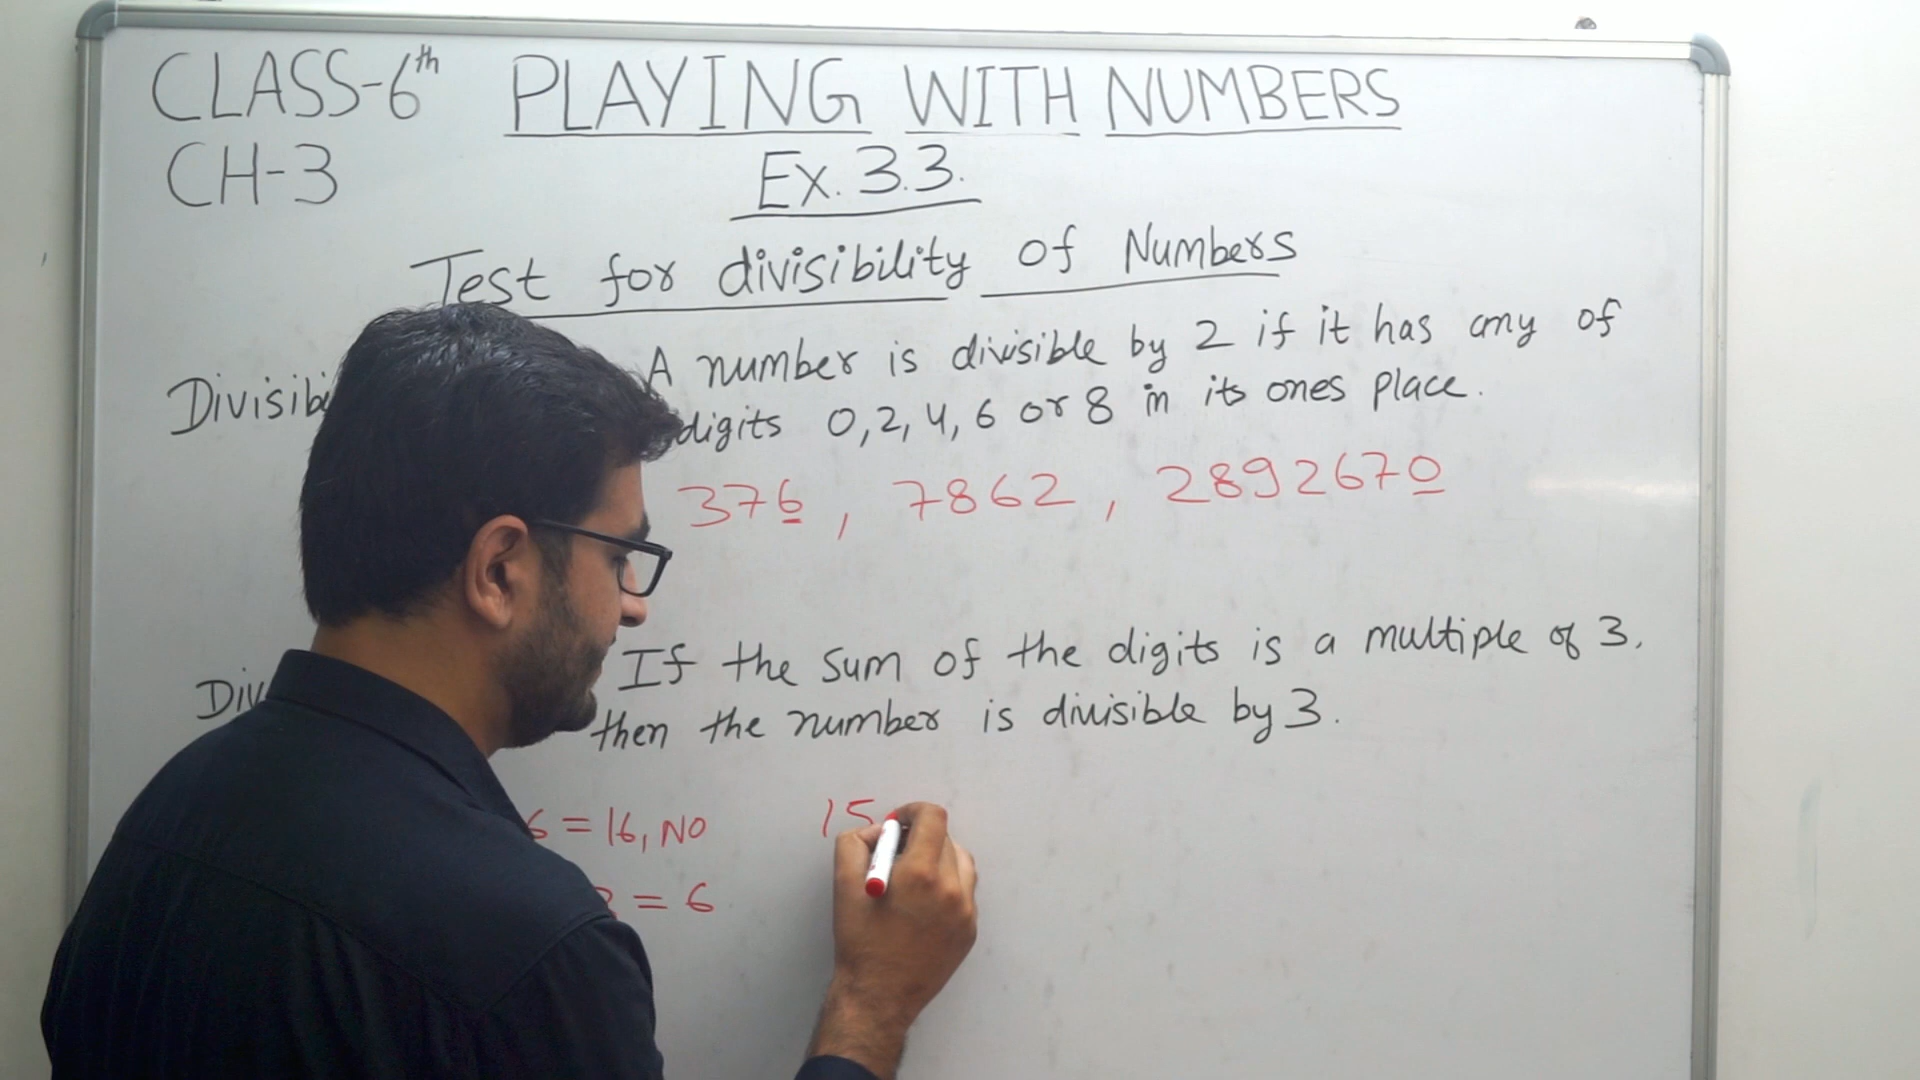 CLASS-6th PLAYING WITH NUMBERS
CH-3
Ex. 3.3.
Test for divisibility of Numbers
A number is divisible by 2 if it has any of
digits 0,2,4,6 or 8 in its ones place.
376, 7862, 2892670
If the sum of the digits is a multiple of 3.
then the number is divisible by 3.
6 = 16, NO 15
= 6